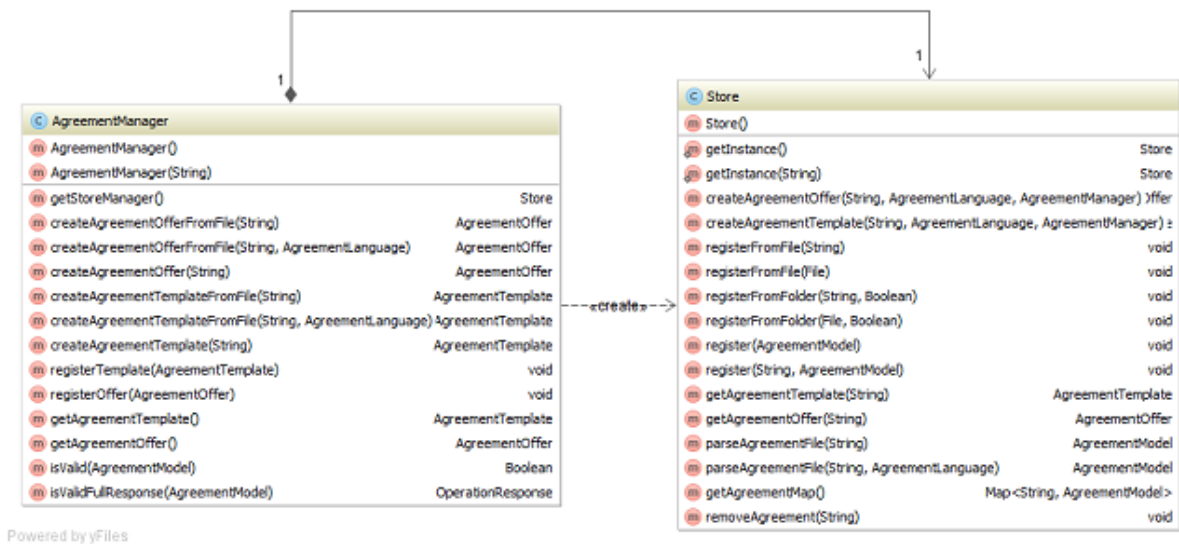 1
1
C AgreementManager
m AgreementManager()
m AgreementManager(String)
m getStoreManager() Store
m createAgreementOfferFromFile(String) AgreementOffer
m createAgreementOfferFromFile(String, AgreementLanguage) AgreementOffer
m createAgreementOffer(String) AgreementOffer
m createAgreementTemplateFromFile(String) AgreementTemplate
m createAgreementTemplateFromFile(String, AgreementLanguage) AgreementTemplate
m createAgreementTemplate(String) AgreementTemplate
m registerTemplate(AgreementTemplate) void
m registerOffer(AgreementOffer) void
m getAgreementTemplate() AgreementTemplate
m getAgreementOffer() AgreementOffer
m isValid(AgreementModel) Boolean
m isValidFullResponse(AgreementModel) OperationResponse
«create»
C Store
m Store()
m getInstance() Store
m getInstance(String) Store
m createAgreementOffer(String, AgreementLanguage, AgreementManager) Offer
m createAgreementTemplate(String, AgreementLanguage, AgreementManager)
m registerFromFile(String) void
m registerFromFile(File) void
m registerFromFolder(String, Boolean) void
m registerFromFolder(File, Boolean) void
m register(AgreementModel) void
m register(String, AgreementModel) void
m getAgreementTemplate(String) AgreementTemplate
m getAgreementOffer(String) AgreementOffer
m parseAgreementFile(String) AgreementModel
m parseAgreementFile(String, AgreementLanguage) AgreementModel
m getAgreementMap() Map<String, AgreementModel>
m removeAgreement(String) void
Powered by yFiles